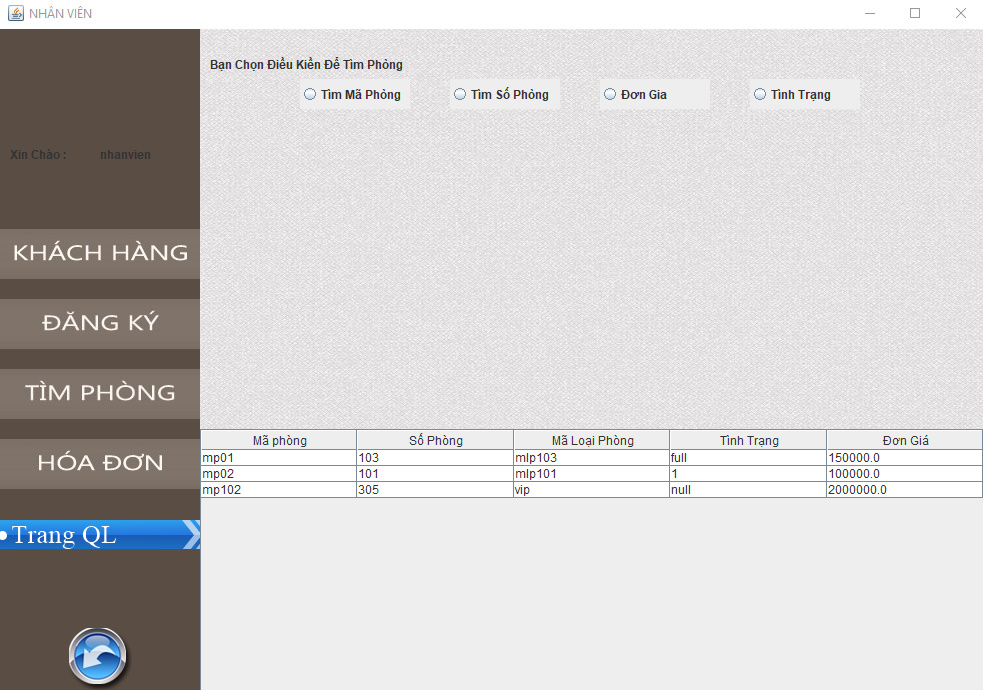 NHÂN VIÊN
Bạn Chọn Điều Kiền Để Tìm Phòng
Tìm Mã Phòng Tìm Số Phòng Đơn Gia Tình Trạng
Xin Chào : nhanvien
KHÁCH HÀNG
ĐĂNG KÝ
TÌM PHÒNG
HÓA ĐƠN
Trang QL
Mã phòng Số Phòng Mã Loại Phòng Tình Trạng Đơn Giá
mp01 103 mlp103 full 150000.0
mp02 101 mlp101 1 100000.0
mp102 305 vip null 2000000.0